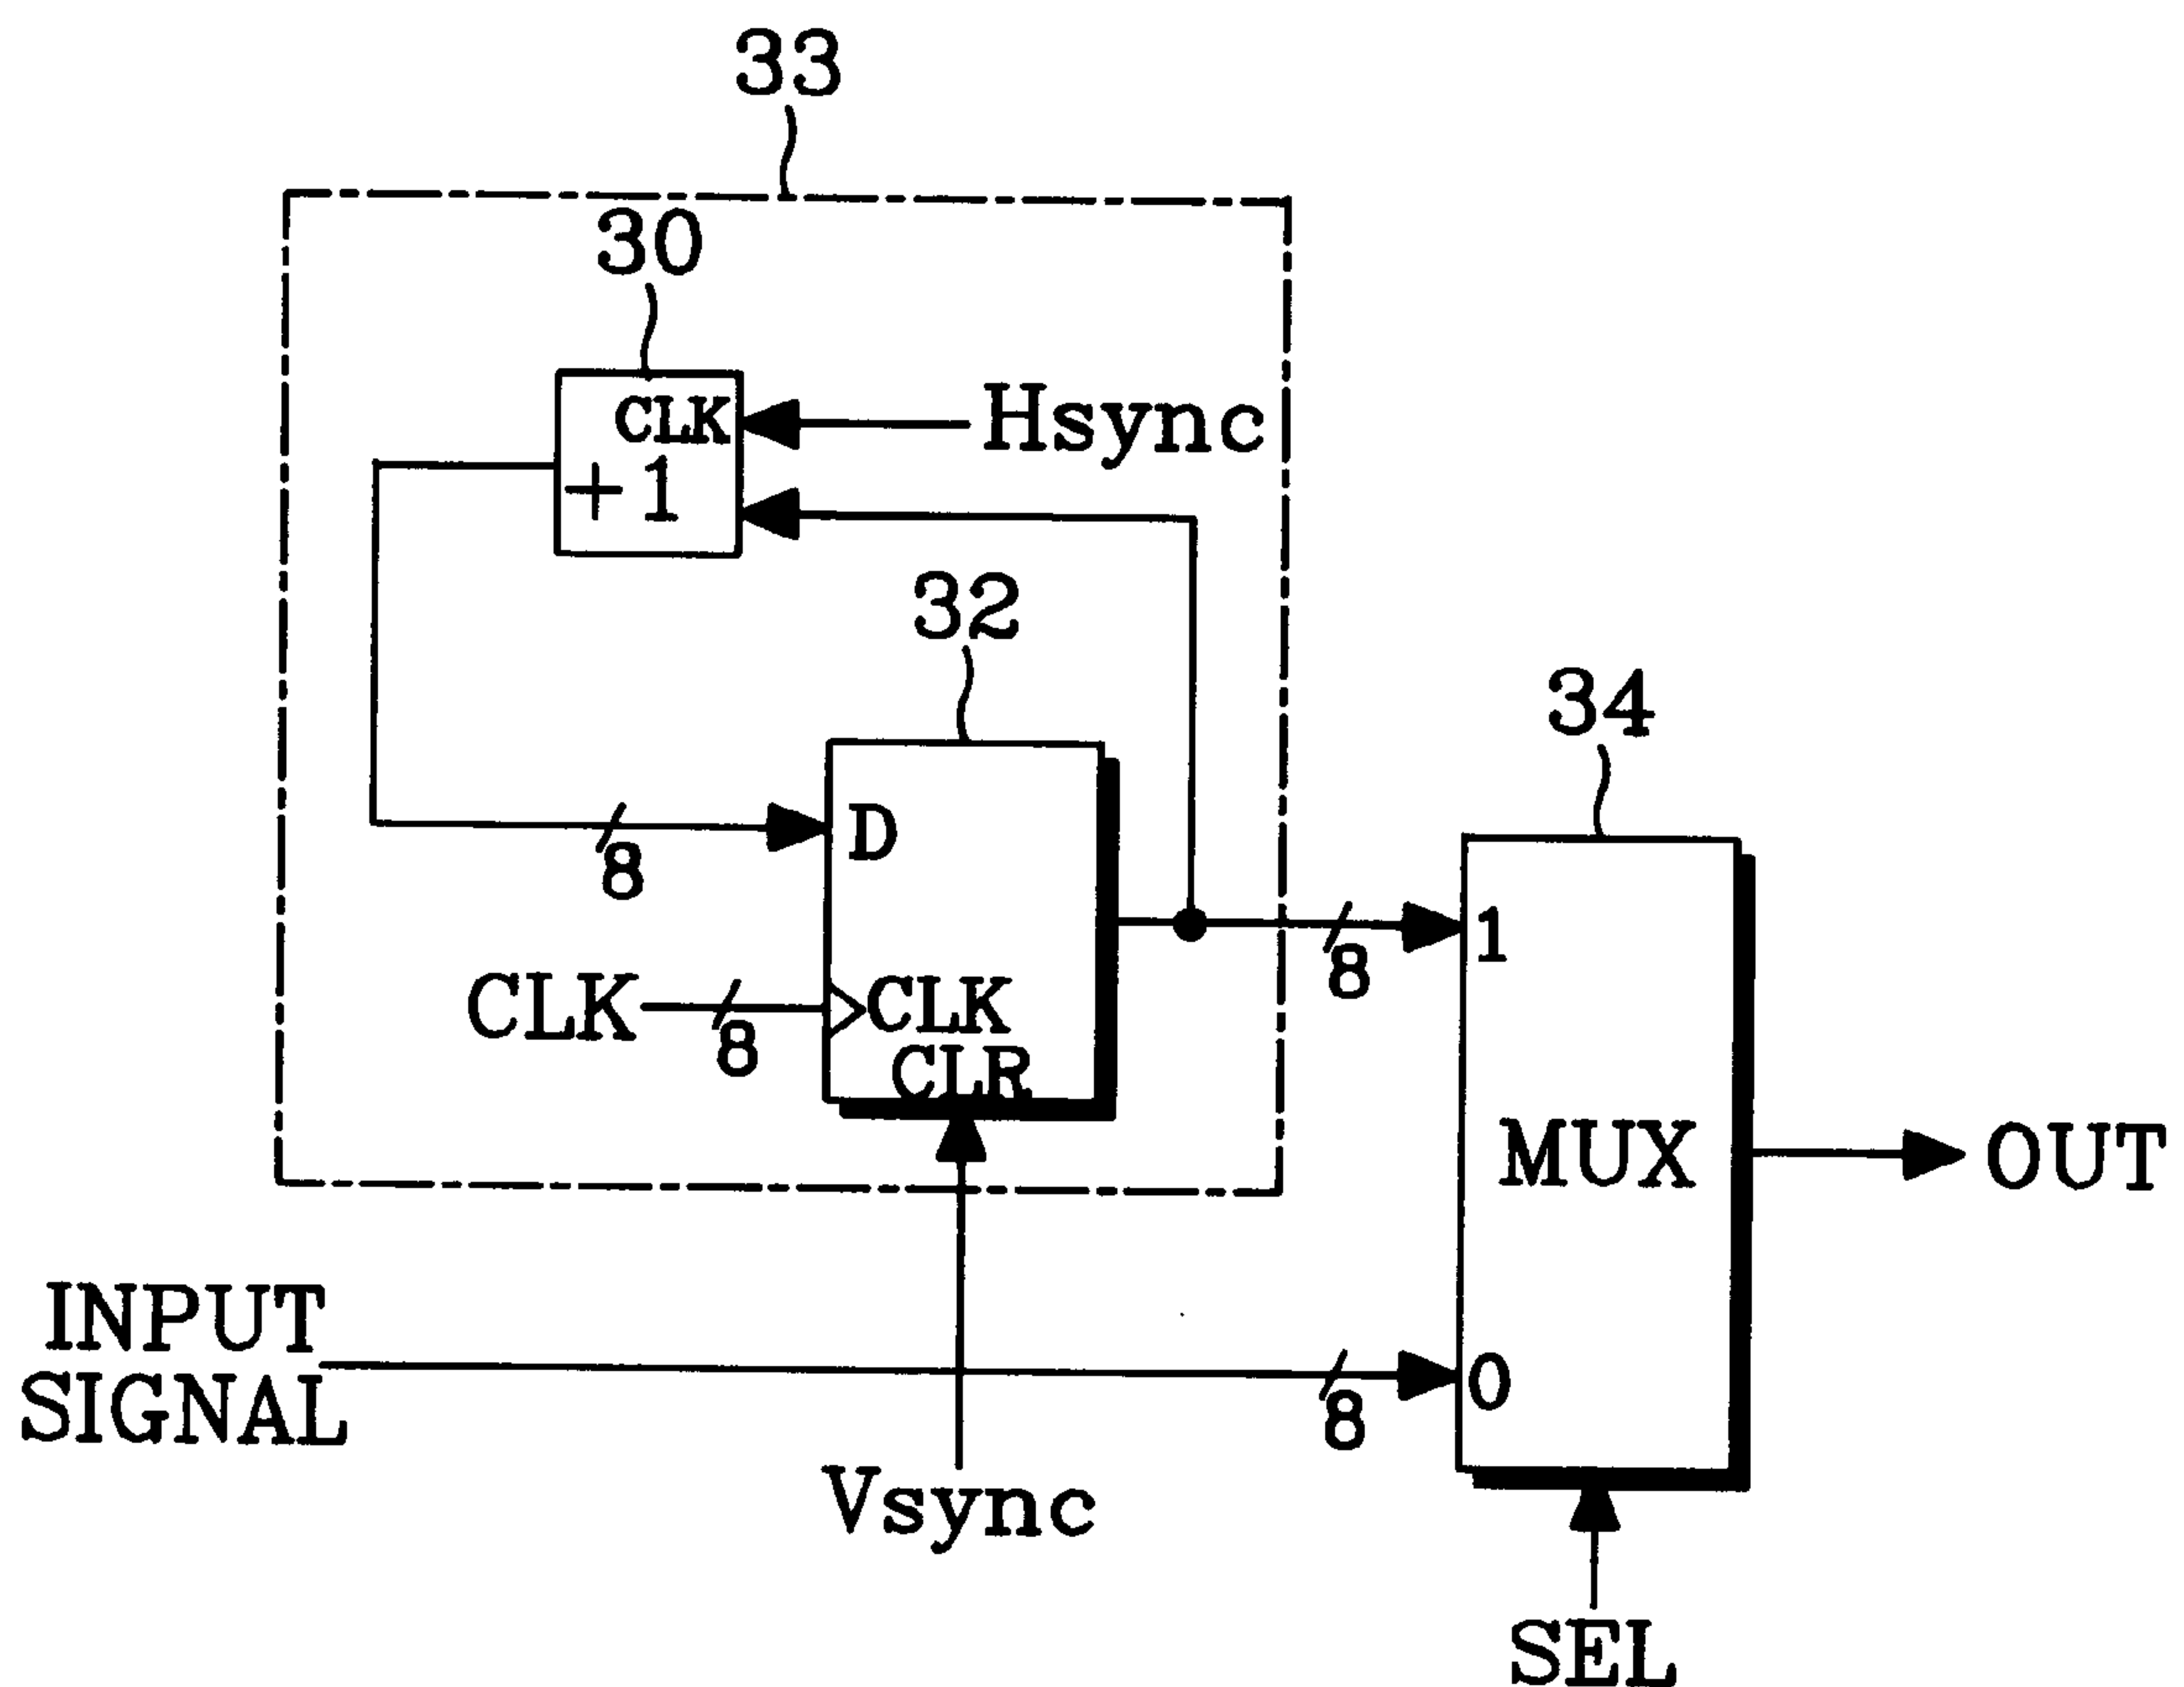 33
30
CLK
Hsync
+1
32
34
D
8
1
8
CLK
8
CLK
CLR
MUX
OUT
INPUT
SIGNAL
0
8
Vsync
SEL